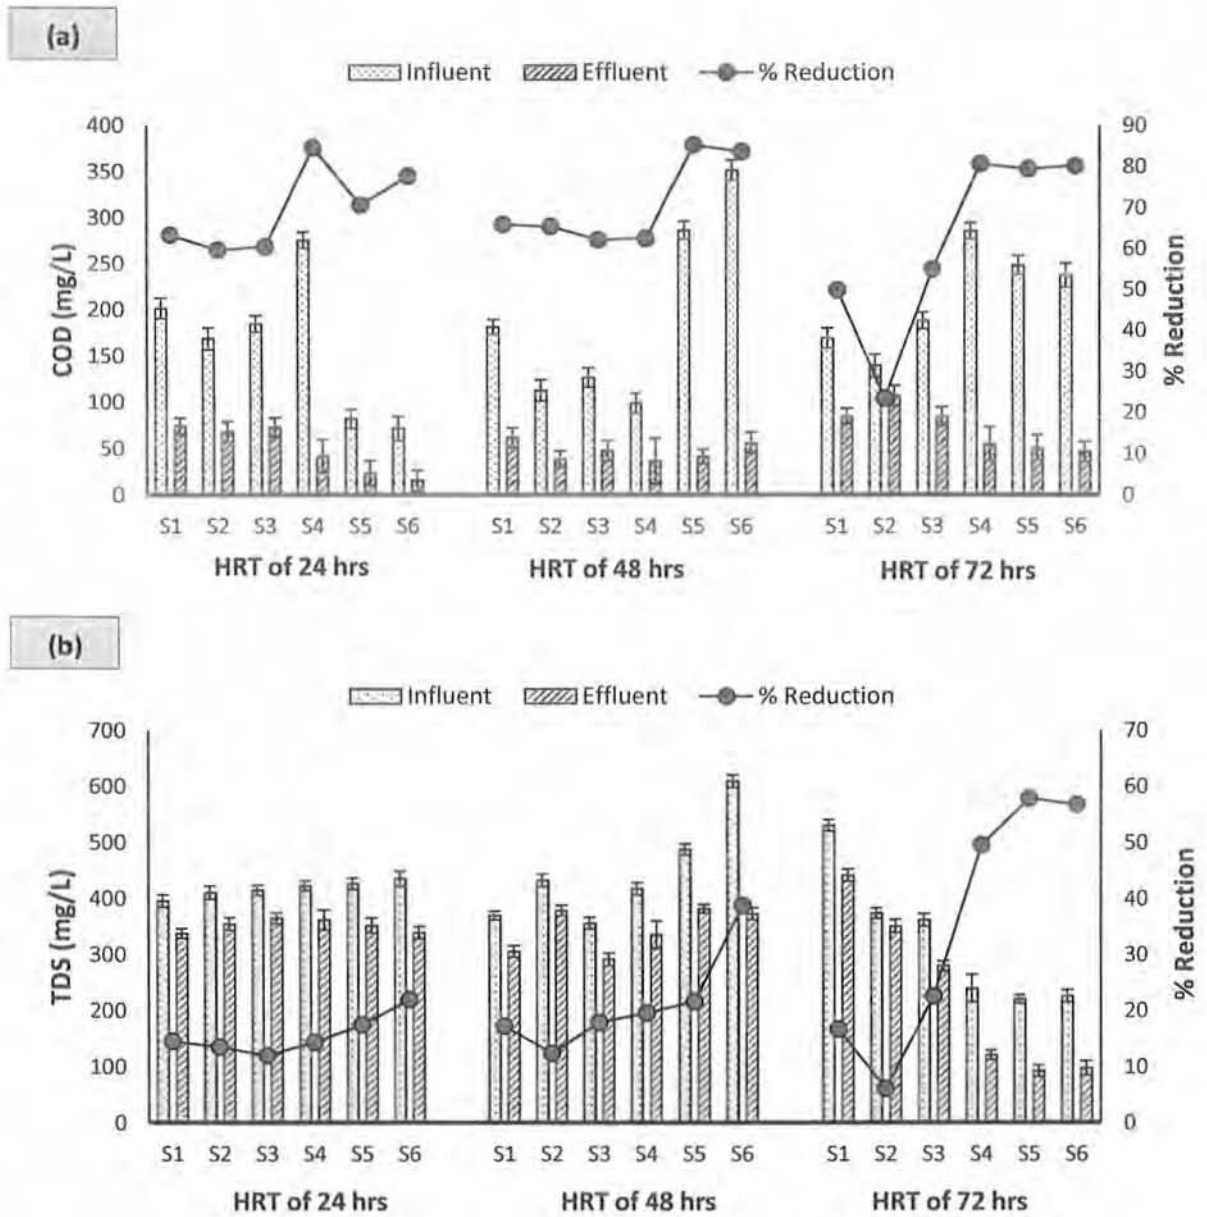 (a)
Influent Effluent % Reduction
400 90
350 80
300 70
250 60
200 50
150 40
100 30
50 20
0 10
0
COD (mg/L)
% Reduction
S1 S2 S3 S4 S5 S6 S1 S2 S3 S4 S5 S6 S1 S2 S3 S4 S5 S6
HRT of 24 hrs HRT of 48 hrs HRT of 72 hrs
(b)
Influent Effluent % Reduction
700 70
600 60
500 50
400 40
300 30
200 20
100 10
0 0
TDS (mg/L)
% Reduction
S1 S2 S3 S4 S5 S6 S1 S2 S3 S4 S5 S6 S1 S2 S3 S4 S5 S6
HRT of 24 hrs HRT of 48 hrs HRT of 72 hrs